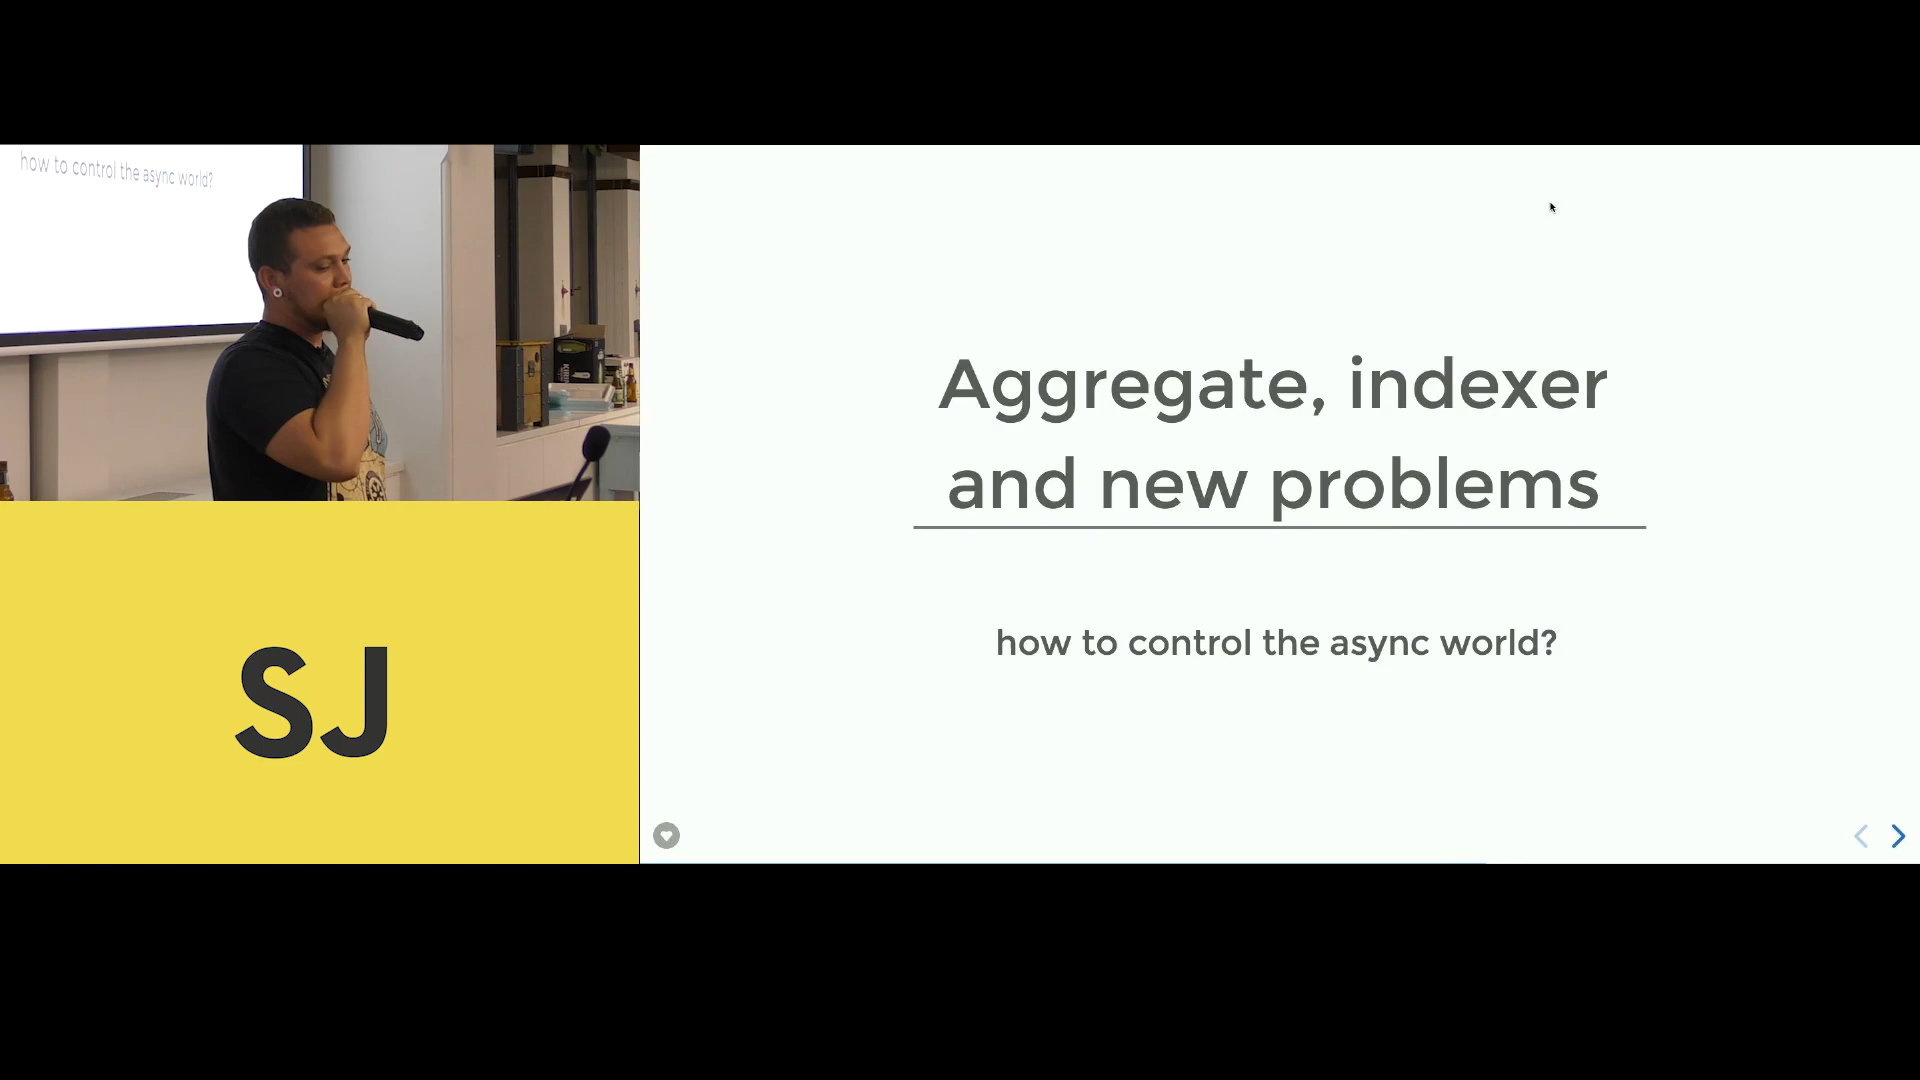 how to control the async world?
SJ
Aggregate, indexer
and new problems
how to control the async world?